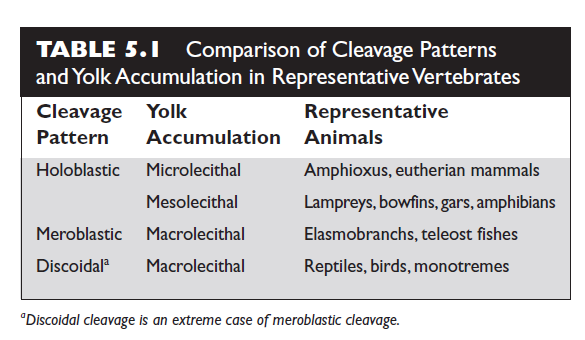 TABLE 5.1 Comparison of Cleavage Patterns
and Yolk Accumulation in Representative Vertebrates
Cleavage Yolk Representative
Pattern Accumulation Animals
Holoblastic Microlecithal Amphioxus, eutherian mammals
Mesolecithal Lampreys, bowfins, gars, amphibians
Meroblastic Macrolecithal Elasmobranchs, teleost fishes
Discoidalᵃ Macrolecithal Reptiles, birds, monotremes
ᵃDiscoidal cleavage is an extreme case of meroblastic cleavage.